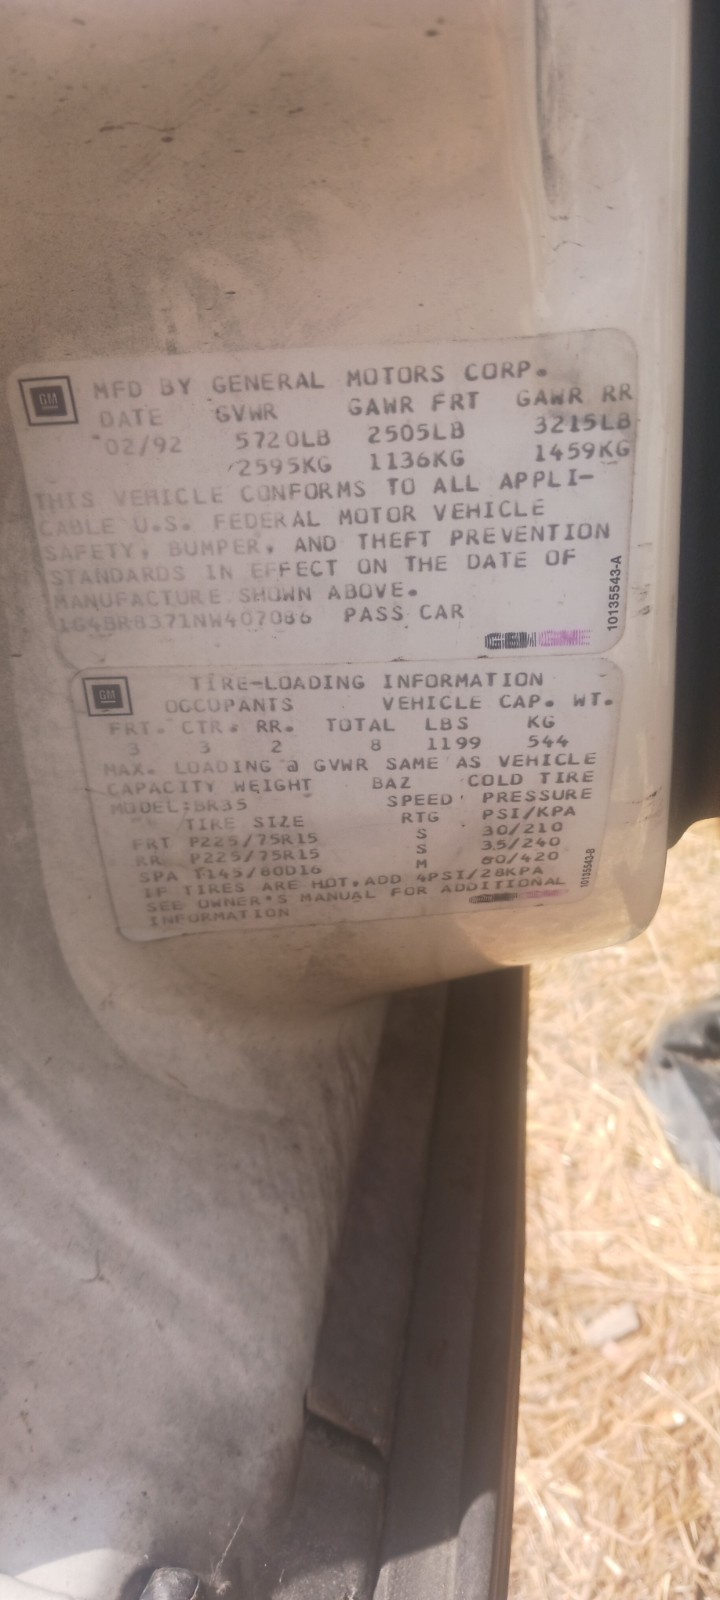 GM
MFD BY GENERAL MOTORS CORP.
DATE GVWR GAWR FRT GAWR RR
02/92 5720LB 2505LB 3215LB
2595KG 1136KG 1459KG
THIS VEHICLE CONFORMS TO ALL APPLI-
CABLE U.S. FEDERAL MOTOR VEHICLE
SAFETY, BUMPER, AND THEFT PREVENTION
STANDARDS IN EFFECT ON THE DATE OF
MANUFACTURE SHOWN ABOVE.
1G4BR8371NW407086 PASS CAR
10135543-A
GM
TIRE-LOADING INFORMATION
OCCUPANTS VEHICLE CAP. WT.
FRT. CTR. RR. TOTAL LBS KG
3 3 2 8 1199 544
MAX. LOADING @ GVWR SAME AS VEHICLE
CAPACITY WEIGHT BAZ COLD TIRE
MODEL:BR35 SPEED PRESSURE
TIRE SIZE RTG PSI/KPA
FRT P225/75R15 S 30/210
RR P225/75R15 S 35/240
SPA T145/80D16 M 60/420
IF TIRES ARE HOT, ADD 4PSI/28KPA
SEE OWNER'S MANUAL FOR ADDITIONAL
INFORMATION
10135543-B